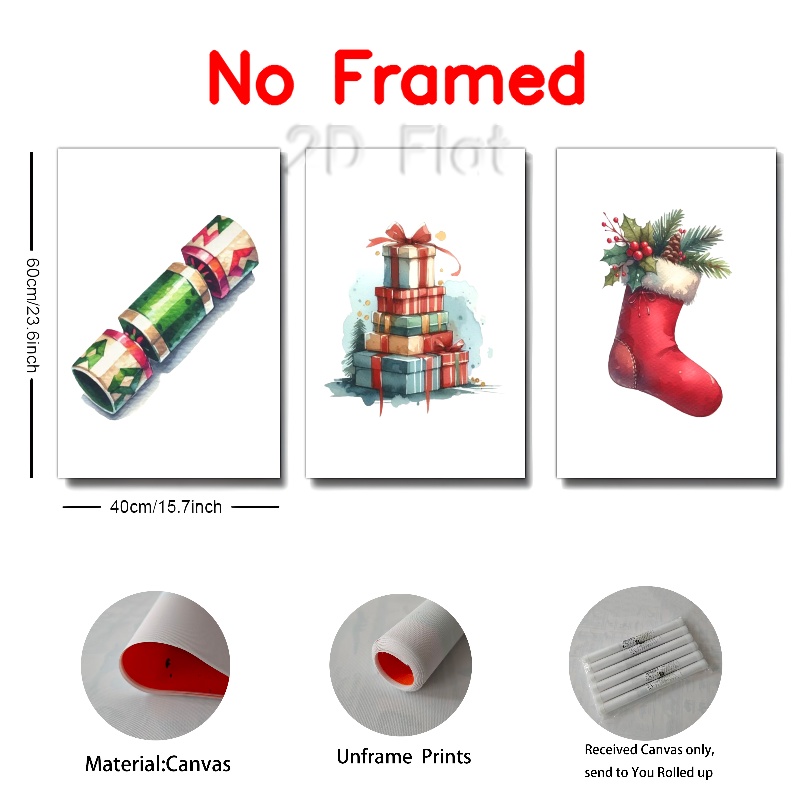 No Framed
2D Flat
60cm/23.6inch
40cm/15.7inch
Material:Canvas
Unframe Prints
Received Canvas only,
send to You Rolled up